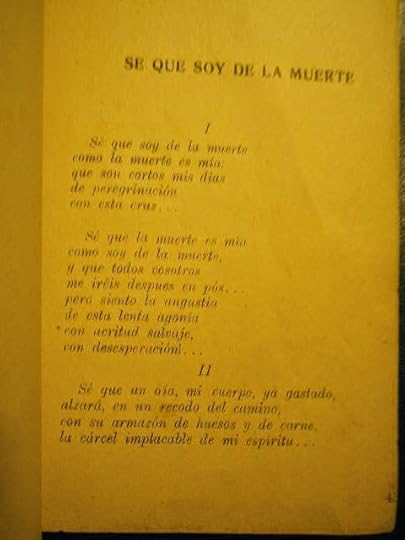 SE QUE SOY DE LA MUERTE
I
Sé que soy de la muerte
como la muerte es mía:
que son cortos mis días
de peregrinación
con esta cruz...
Sé que la muerte es mía
como soy de la muerte,
y que todos vosotros
me iréis despues en pós...
pero siento la angustia
de esta lenta agonía
con acritud salvaje,
con desesperación!...
II
Sé que un día, mi cuerpo, ya gastado,
alzará, en un recodo del camino,
con su armazón de huesos y de carne,
la cárcel implacable de mi espíritu...
4